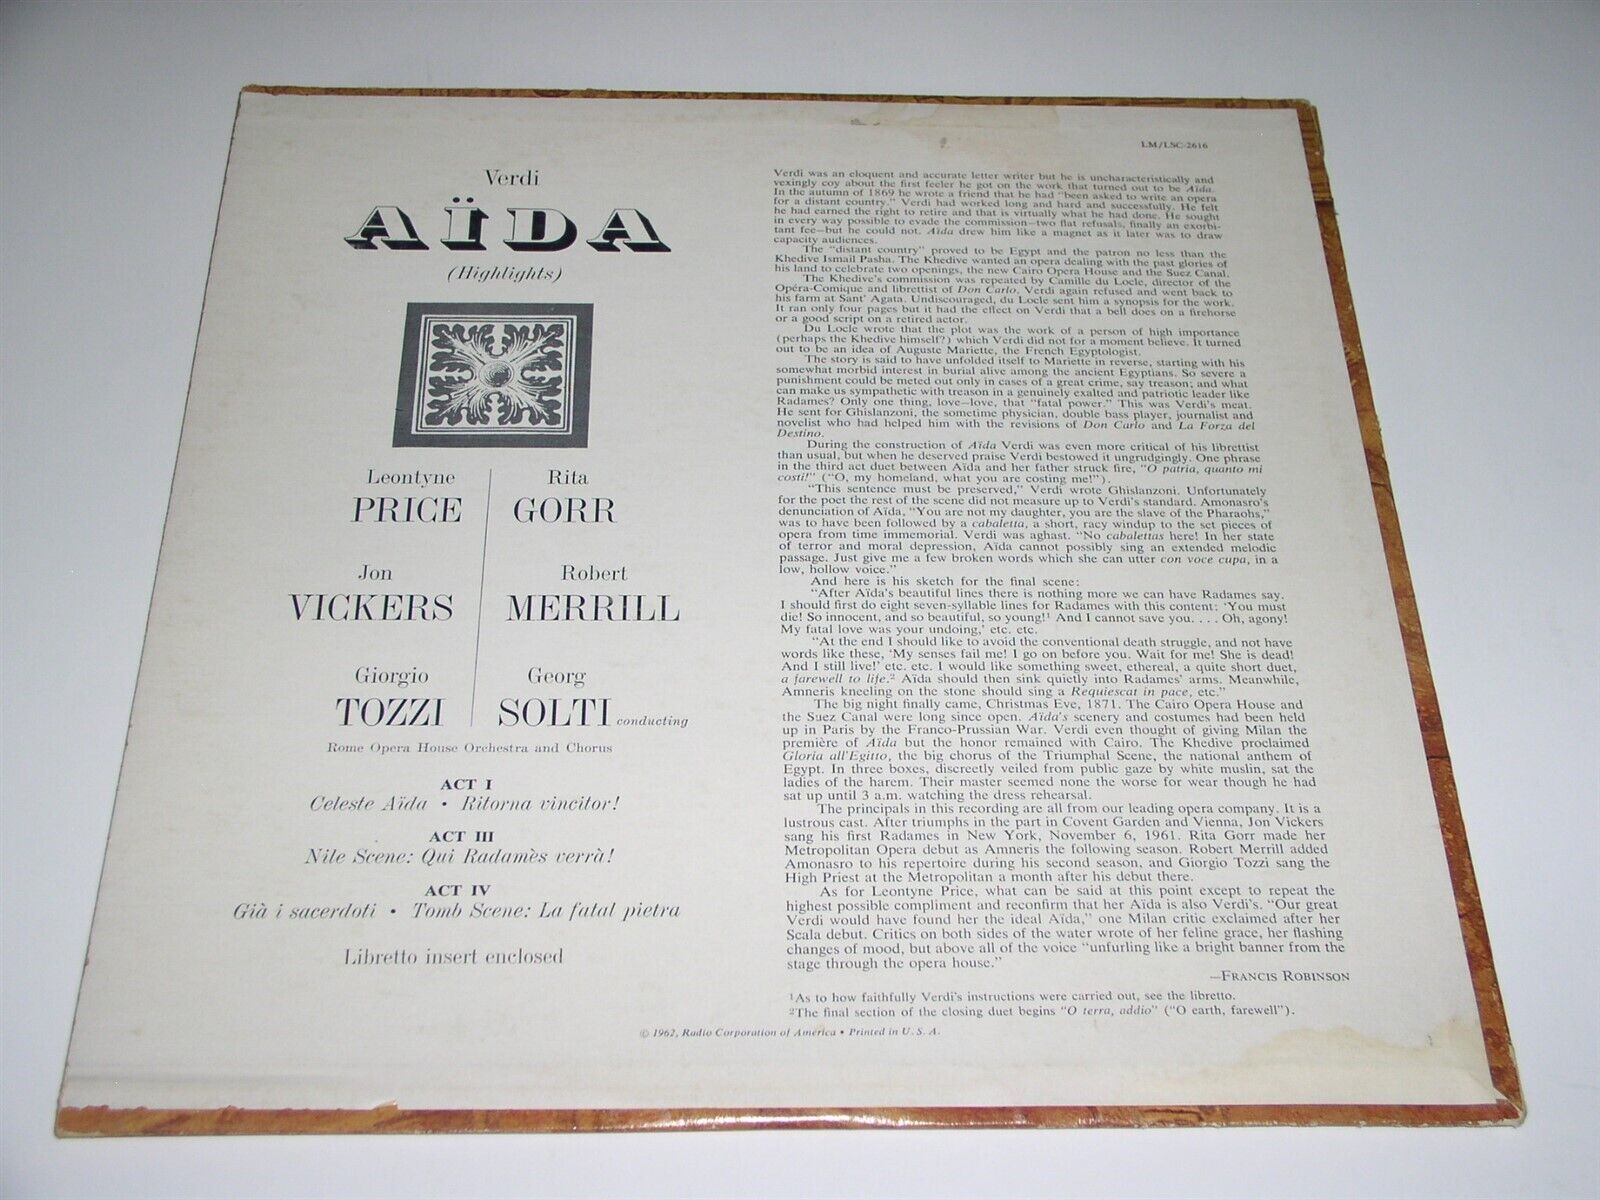 LM/LSC-2616
Verdi
AÏDA
(Highlights)
Leontyne
PRICE
Rita
GORR
Jon
VICKERS
Robert
MERRILL
Giorgio
TOZZI
Georg
SOLTI conducting
Rome Opera House Orchestra and Chorus
ACT I
Celeste Aïda • Ritorna vincitor!
ACT III
Nile Scene: Qui Radamès verrà!
ACT IV
Già i sacerdoti • Tomb Scene: La fatal pietra
Libretto insert enclosed
Verdi was an eloquent and accurate letter writer but he is uncharacteristically and
vexingly coy about the first feeler he got on the work that turned out to be Aïda.
In the autumn of 1869 he wrote a friend that he had "been asked to write an opera
for a distant country." Verdi had worked long and hard and successfully. He felt
he had earned the right to retire and that is virtually what he had done. He sought
in every way possible to evade the commission—two flat refusals, finally an exorbi-
tant fee—but he could not. Aïda drew him like a magnet as it later was to draw
capacity audiences.
The "distant country" proved to be Egypt and the patron no less than the
Khedive Ismail Pasha. The Khedive wanted an opera dealing with the past glories of
his land to celebrate two openings, the new Cairo Opera House and the Suez Canal.
The Khedive's commission was repeated by Camille du Locle, director of the
Opéra-Comique and librettist of Don Carlo. Verdi again refused and went back to
his farm at Sant' Agata. Undiscouraged, du Locle sent him a synopsis for the work.
It ran only four pages but it had the effect on Verdi that a bell does on a firehorse
or a good script on a retired actor.
Du Locle wrote that the plot was the work of a person of high importance
(perhaps the Khedive himself?) which Verdi did not for a moment believe. It turned
out to be an idea of Auguste Mariette, the French Egyptologist.
The story is said to have unfolded itself to Mariette in reverse, starting with his
somewhat morbid interest in burial alive among the ancient Egyptians. So severe a
punishment could be meted out only in cases of a great crime, say treason; and what
can make us sympathetic with treason in a genuinely exalted and patriotic leader like
Radames? Only one thing, love—love, that "fatal power." This was Verdi's meat.
He sent for Ghislanzoni, the sometime physician, double bass player, journalist and
novelist who had helped him with the revisions of Don Carlo and La Forza del
Destino.
During the construction of Aïda Verdi was even more critical of his librettist
than usual, but when he deserved praise Verdi bestowed it ungrudgingly. One phrase
in the third act duet between Aïda and her father struck fire, "O patria, quanto mi
costi!" ("O, my homeland, what you are costing me!").
"This sentence must be preserved," Verdi wrote Ghislanzoni. Unfortunately
for the poet the rest of the scene did not measure up to Verdi's standard. Amonasro's
denunciation of Aïda, "You are not my daughter, you are the slave of the Pharaohs,"
was to have been followed by a cabaletta, a short, racy windup to the set pieces of
opera from time immemorial. Verdi was aghast. "No cabalettas here! In her state
of terror and moral depression, Aïda cannot possibly sing an extended melodic
passage. Just give me a few broken words which she can utter con voce cupa, in a
low, hollow voice."
And here is his sketch for the final scene:
"After Aïda's beautiful lines there is nothing more we can have Radames say.
I should first do eight seven-syllable lines for Radames with this content: 'You must
die! So innocent, and so beautiful, so young!¹ And I cannot save you. . . . Oh, agony!
My fatal love was your undoing,' etc. etc.
"At the end I should like to avoid the conventional death struggle, and not have
words like these, 'My senses fail me! I go on before you. Wait for me! She is dead!
And I still live!' etc. etc. I would like something sweet, ethereal, a quite short duet,
a farewell to life.² Aïda should then sink quietly into Radames' arms. Meanwhile,
Amneris kneeling on the stone should sing a Requiescat in pace, etc."
The big night finally came, Christmas Eve, 1871. The Cairo Opera House and
the Suez Canal were long since open. Aïda's scenery and costumes had been held
up in Paris by the Franco-Prussian War. Verdi even thought of giving Milan the
première of Aïda but the honor remained with Cairo. The Khedive proclaimed
Gloria all'Egitto, the big chorus of the Triumphal Scene, the national anthem of
Egypt. In three boxes, discreetly veiled from public gaze by white muslin, sat the
ladies of the harem. Their master seemed none the worse for wear though he had
sat up until 3 a.m. watching the dress rehearsal.
The principals in this recording are all from our leading opera company. It is a
lustrous cast. After triumphs in the part in Covent Garden and Vienna, Jon Vickers
sang his first Radames in New York, November 6, 1961. Rita Gorr made her
Metropolitan Opera debut as Amneris the following season. Robert Merrill added
Amonasro to his repertoire during his second season, and Giorgio Tozzi sang the
High Priest at the Metropolitan a month after his debut there.
As for Leontyne Price, what can be said at this point except to repeat the
highest possible compliment and reconfirm that her Aïda is also Verdi's. "Our great
Verdi would have found her the ideal Aïda," one Milan critic exclaimed after her
Scala debut. Critics on both sides of the water wrote of her feline grace, her flashing
changes of mood, but above all of the voice "unfurling like a bright banner from the
stage through the opera house."
—FRANCIS ROBINSON
¹As to how faithfully Verdi's instructions were carried out, see the libretto.
²The final section of the closing duet begins "O terra, addio" ("O earth, farewell").
© 1962, Radio Corporation of America • Printed in U. S. A.